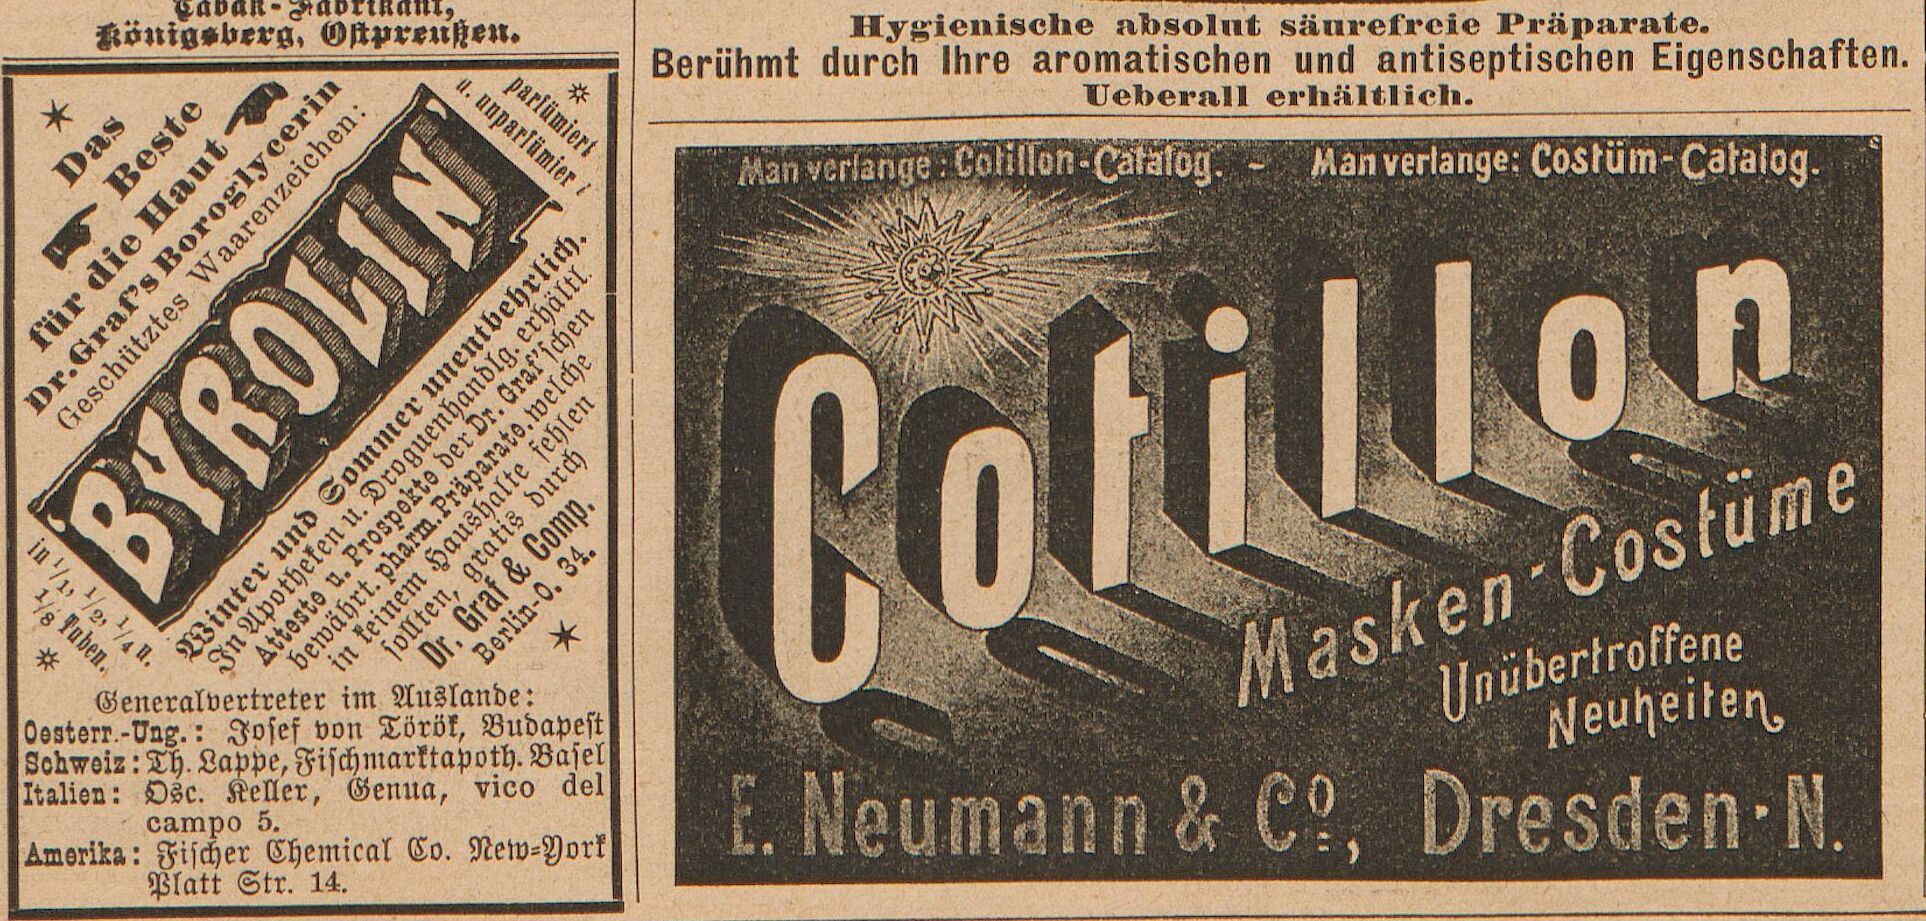 Tabak-Fabrikant,
Königsberg, Ostpreußen.
Das
Beste
für die Haut
Dr. Graf's Boroglycerin
Geschütztes Waarenzeichen:
parfümiert
u. unparfümiert
BYROLIN
in 1/1, 1/2, 1/4 u.
1/8 Tuben.
Winter und Sommer unentbehrlich.
In Apotheken u. Droguenhandlg. erhältl.
Atteste u. Prospekte der Dr. Graf'schen
bewährt. pharm. Präparate, welche
in keinem Haushalte fehlen
sollten, gratis durch
Dr. Graf & Comp.
Berlin-O. 34.
Generalvertreter im Auslande:
Oesterr.-Ung.: Josef von Török, Budapest
Schweiz: Th. Lappe, Fischmarktapoth. Basel
Italien: Osc. Keller, Genua, vico del
campo 5.
Amerika: Fischer Chemical Co. New-York
Platt Str. 14.
Hygienische absolut säurefreie Präparate.
Berühmt durch Ihre aromatischen und antiseptischen Eigenschaften.
Ueberall erhältlich.
Man verlange: Cotillon-Catalog. - Man verlange: Costüm-Catalog.
Cotillon
Masken-Costüme
Unübertroffene
Neuheiten
E. Neumann & Co, Dresden-N.